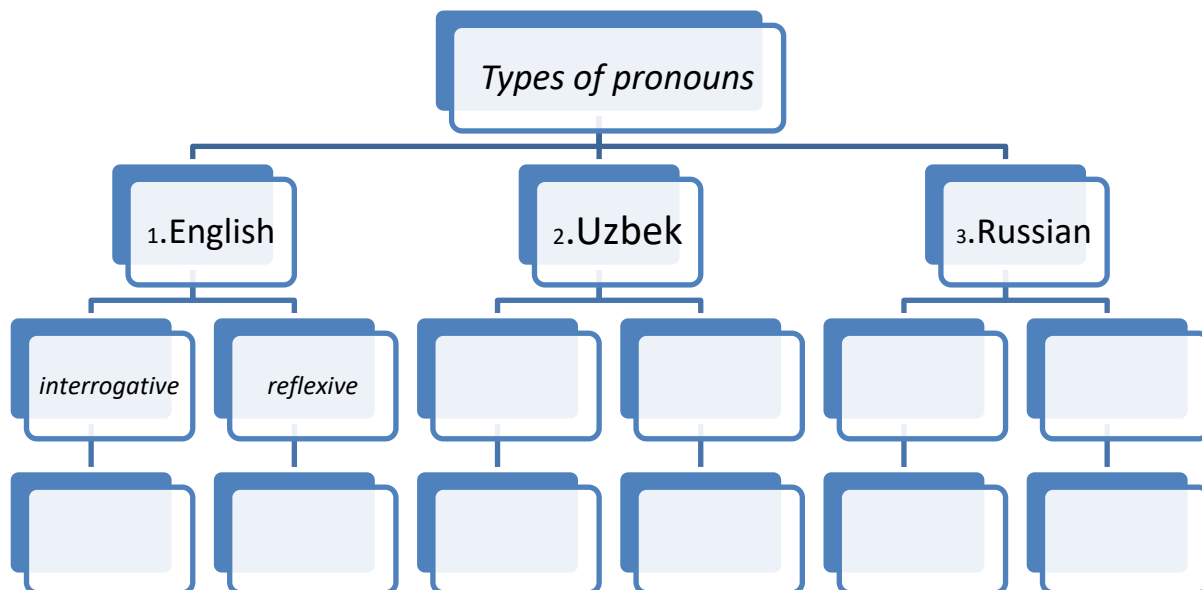 Types of pronouns
1.English
2.Uzbek
3.Russian
interrogative
reflexive